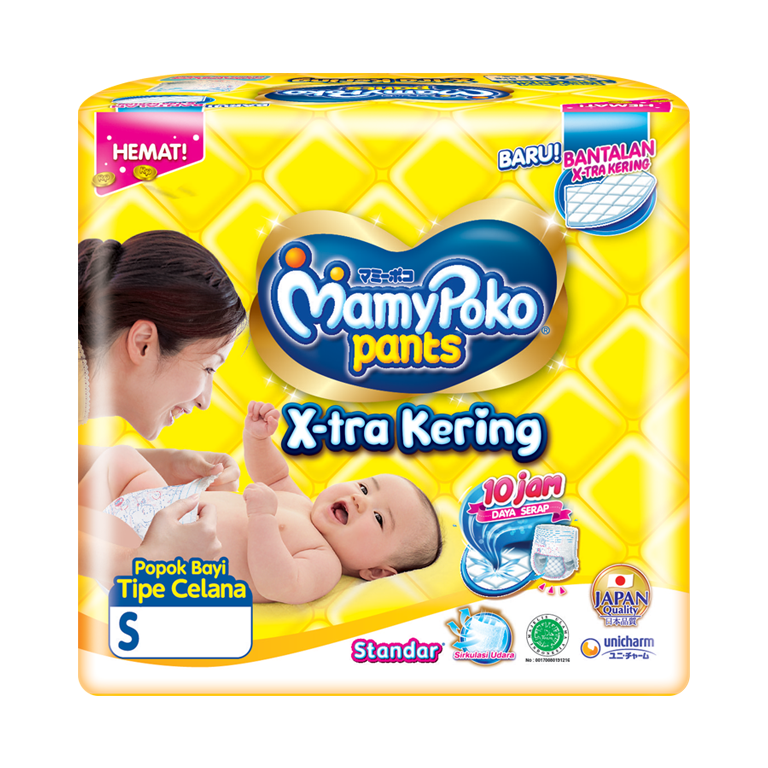 HEMAT!
BARU! BANTALAN
X-TRA KERING
マミーポコ
MamyPoko
pants
X-tra Kering
10 jam
DAYA SERAP
Popok Bayi
Tipe Celana
S
Standar
Sirkulasi Udara
No : 00170080151216
JAPAN
Quality
日本品質
unicharm
ユニ・チャーム